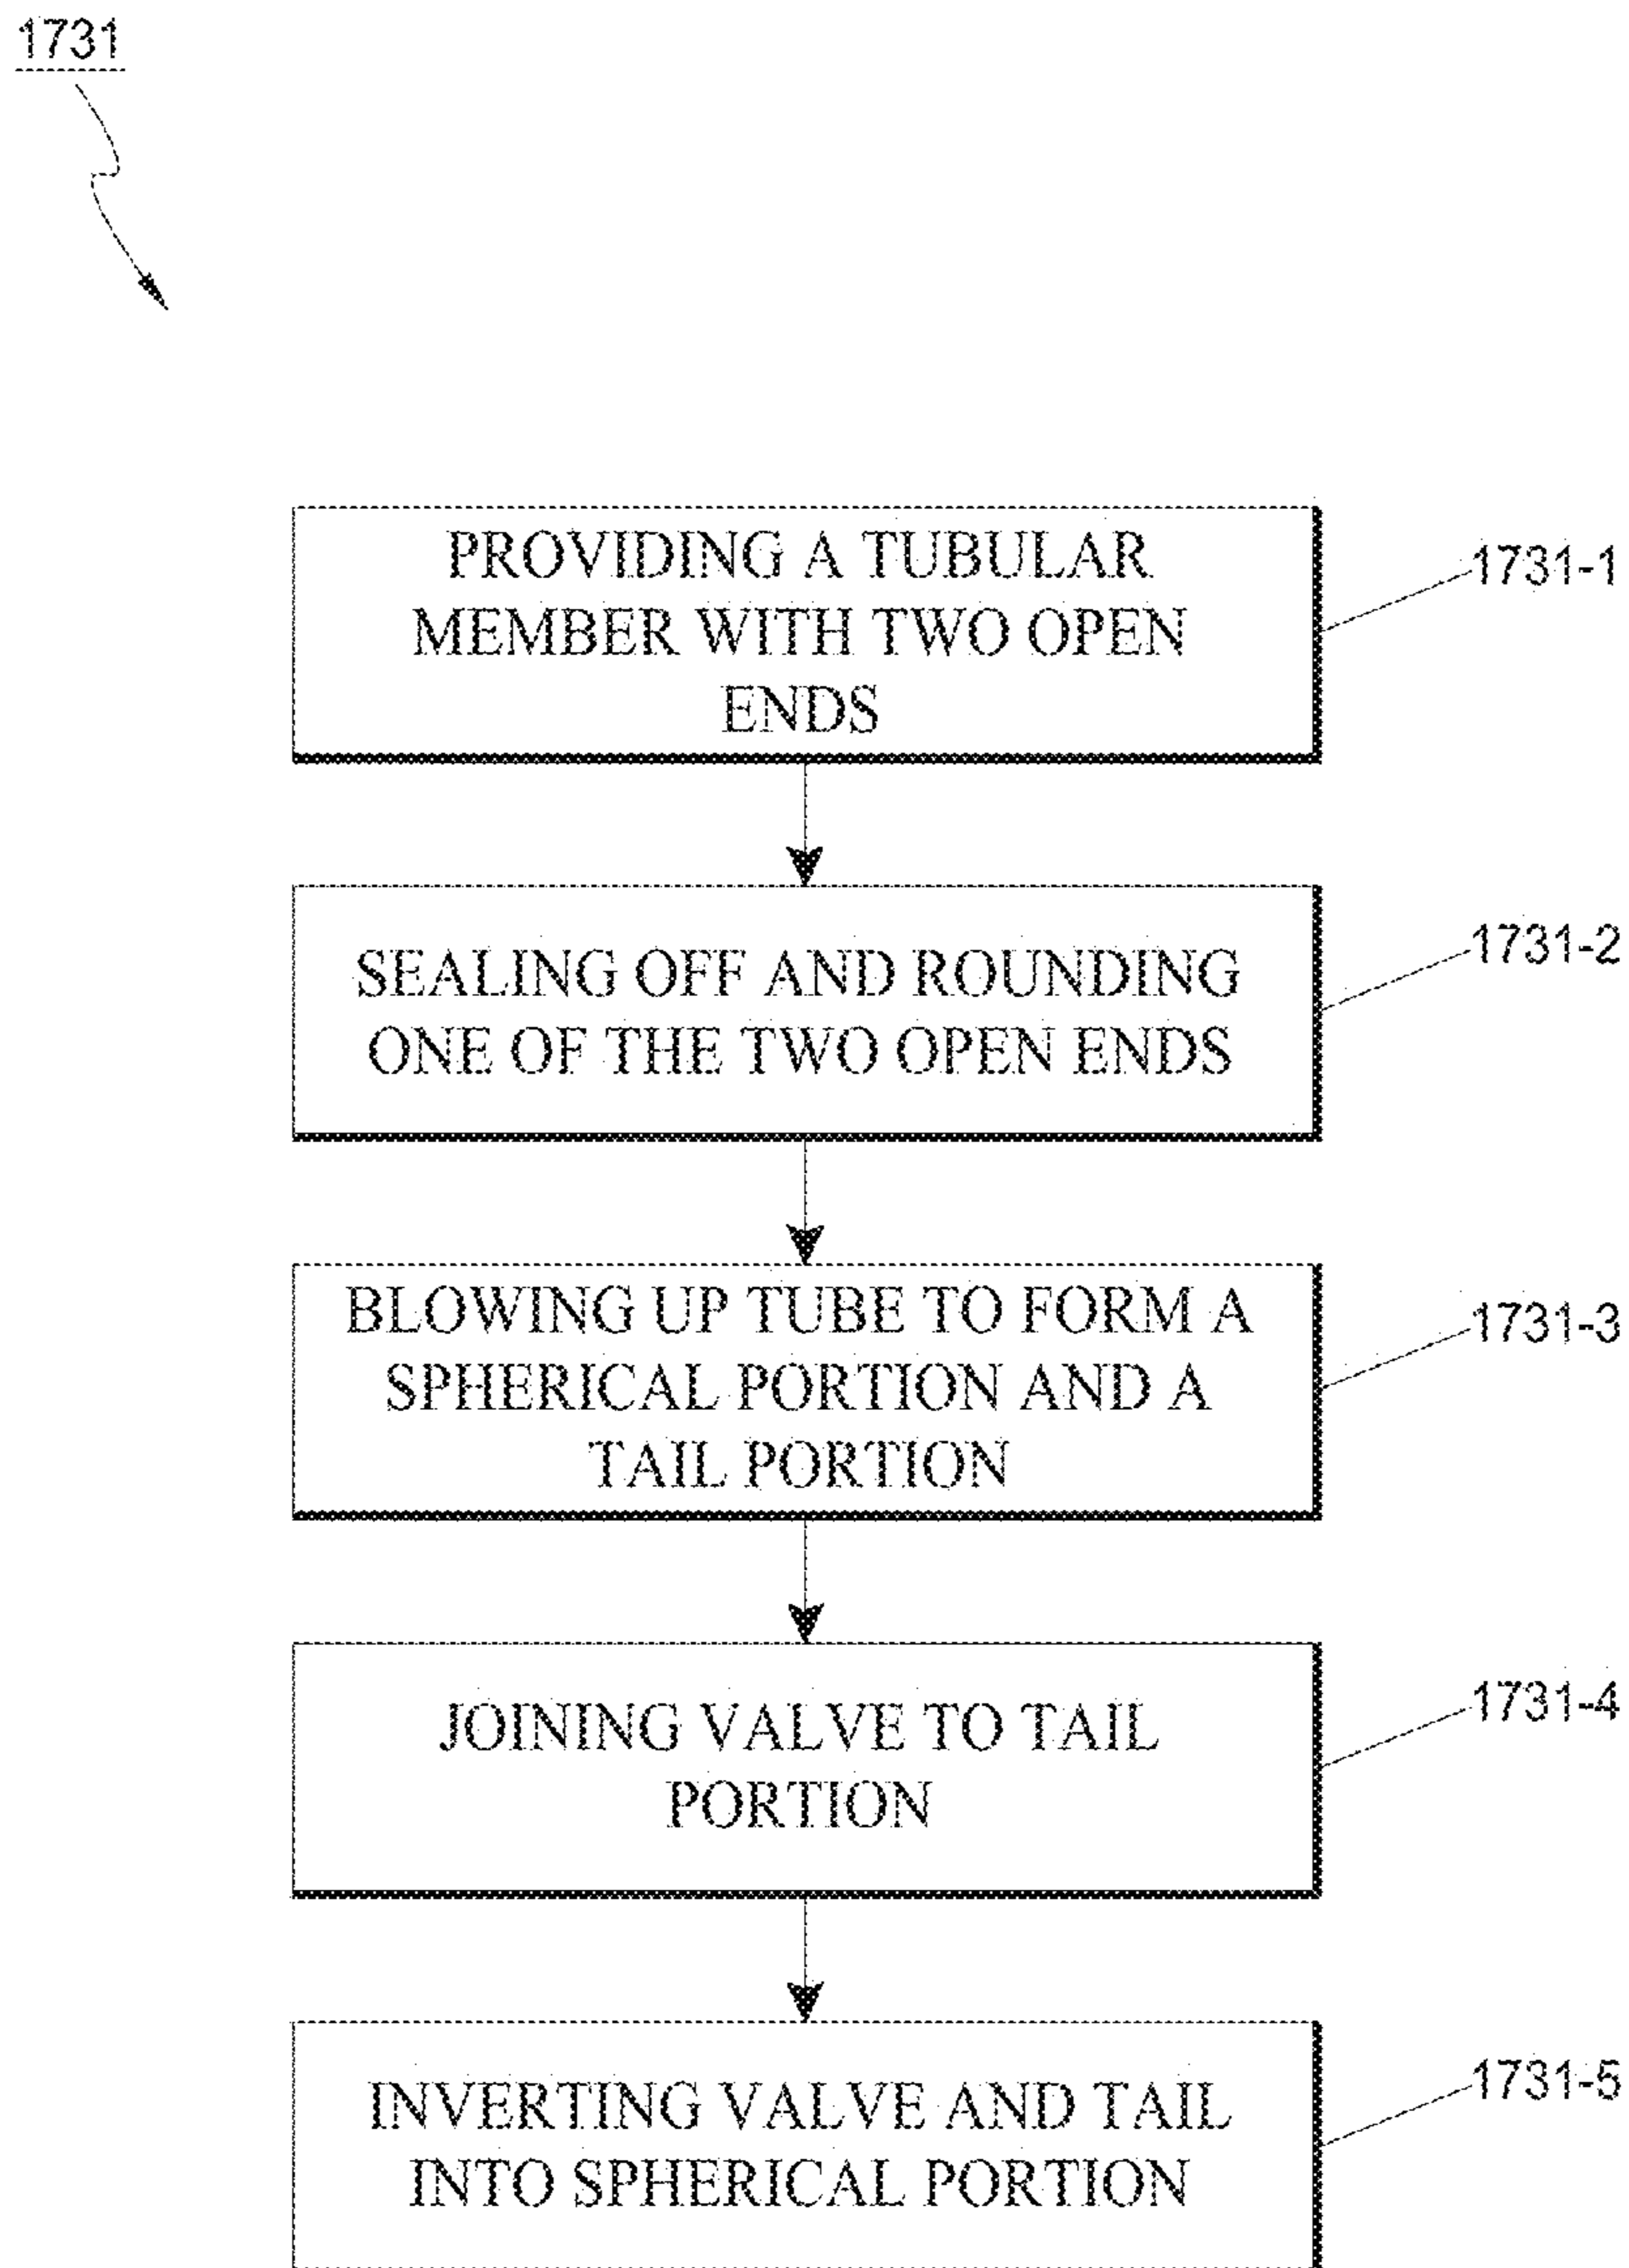 1731
PROVIDING A TUBULAR
MEMBER WITH TWO OPEN
ENDS
1731-1
SEALING OFF AND ROUNDING
ONE OF THE TWO OPEN ENDS
1731-2
BLOWING UP TUBE TO FORM A
SPHERICAL PORTION AND A
TAIL PORTION
1731-3
JOINING VALVE TO TAIL
PORTION
1731-4
INVERTING VALVE AND TAIL
INTO SPHERICAL PORTION
1731-5